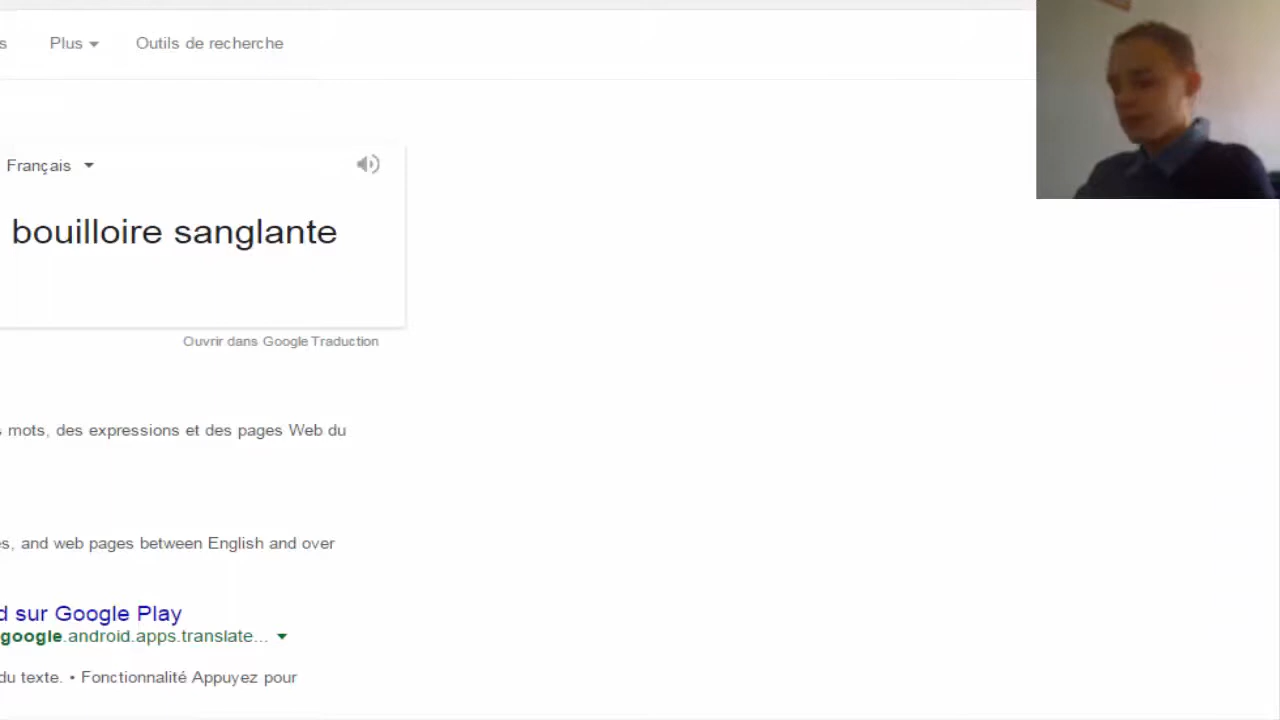 s Plus Outils de recherche
Français
bouilloire sanglante
Ouvrir dans Google Traduction
s mots, des expressions et des pages Web du
es, and web pages between English and over
d sur Google Play
google.android.apps.translate...
du texte. • Fonctionnalité Appuyez pour